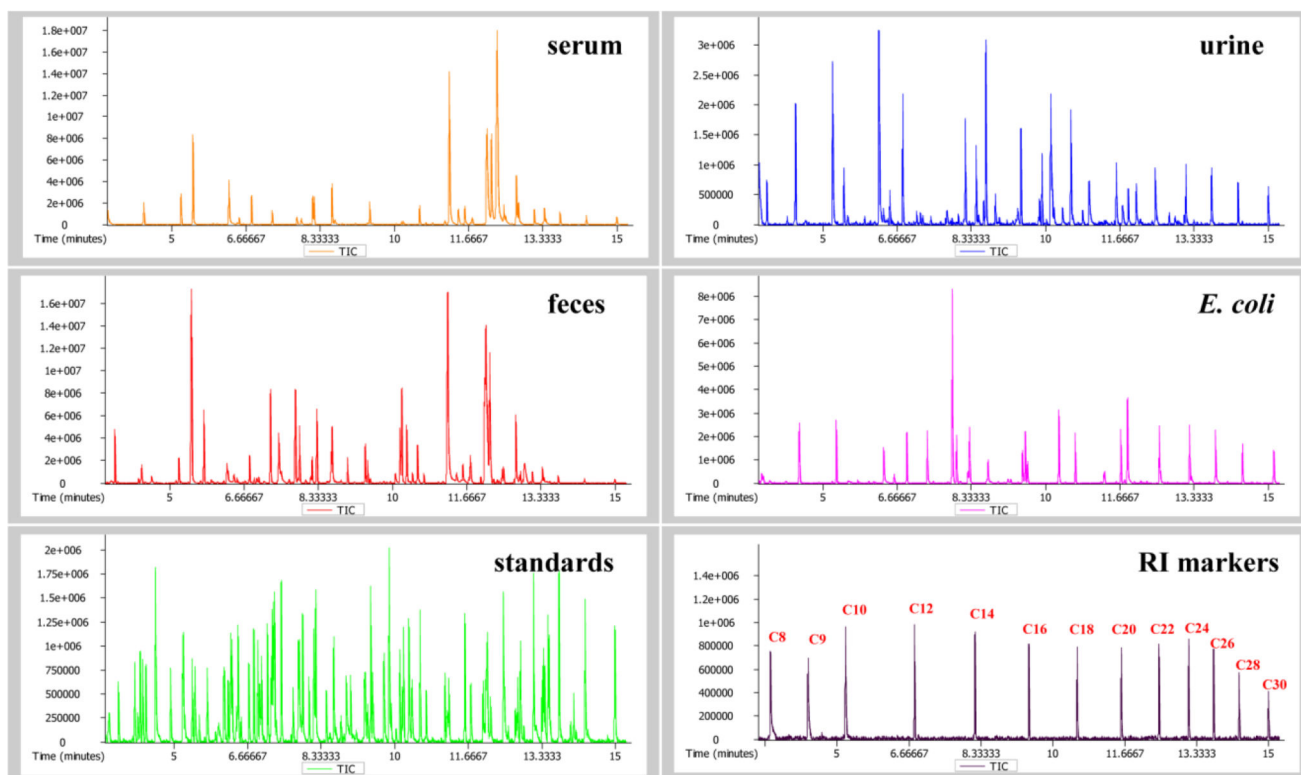 serum
1.8e+007
1.6e+007
1.4e+007
1.2e+007
1e+007
8e+006
6e+006
4e+006
2e+006
0
Time (minutes) 5 6.66667 8.33333 10 11.6667 13.3333 15
TIC
urine
3e+006
2.5e+006
2e+006
1.5e+006
1e+006
500000
0
Time (minutes) 5 6.66667 8.33333 10 11.6667 13.3333 15
TIC
feces
1.6e+007
1.4e+007
1.2e+007
1e+007
8e+006
6e+006
4e+006
2e+006
0
Time (minutes) 5 6.66667 8.33333 10 11.6667 13.3333 15
TIC
E. coli
8e+006
7e+006
6e+006
5e+006
4e+006
3e+006
2e+006
1e+006
0
Time (minutes) 5 6.66667 8.33333 10 11.6667 13.3333 15
TIC
standards
2e+006
1.75e+006
1.5e+006
1.25e+006
1e+006
750000
500000
250000
0
Time (minutes) 5 6.66667 8.33333 10 11.6667 13.3333 15
TIC
RI markers
1.4e+006
1.2e+006
1e+006
800000
600000
400000
200000
0
C8 C9 C10 C12 C14 C16 C18 C20 C22 C24 C26 C28 C30
Time (minutes) 5 6.66667 8.33333 10 11.6667 13.3333 15
TIC